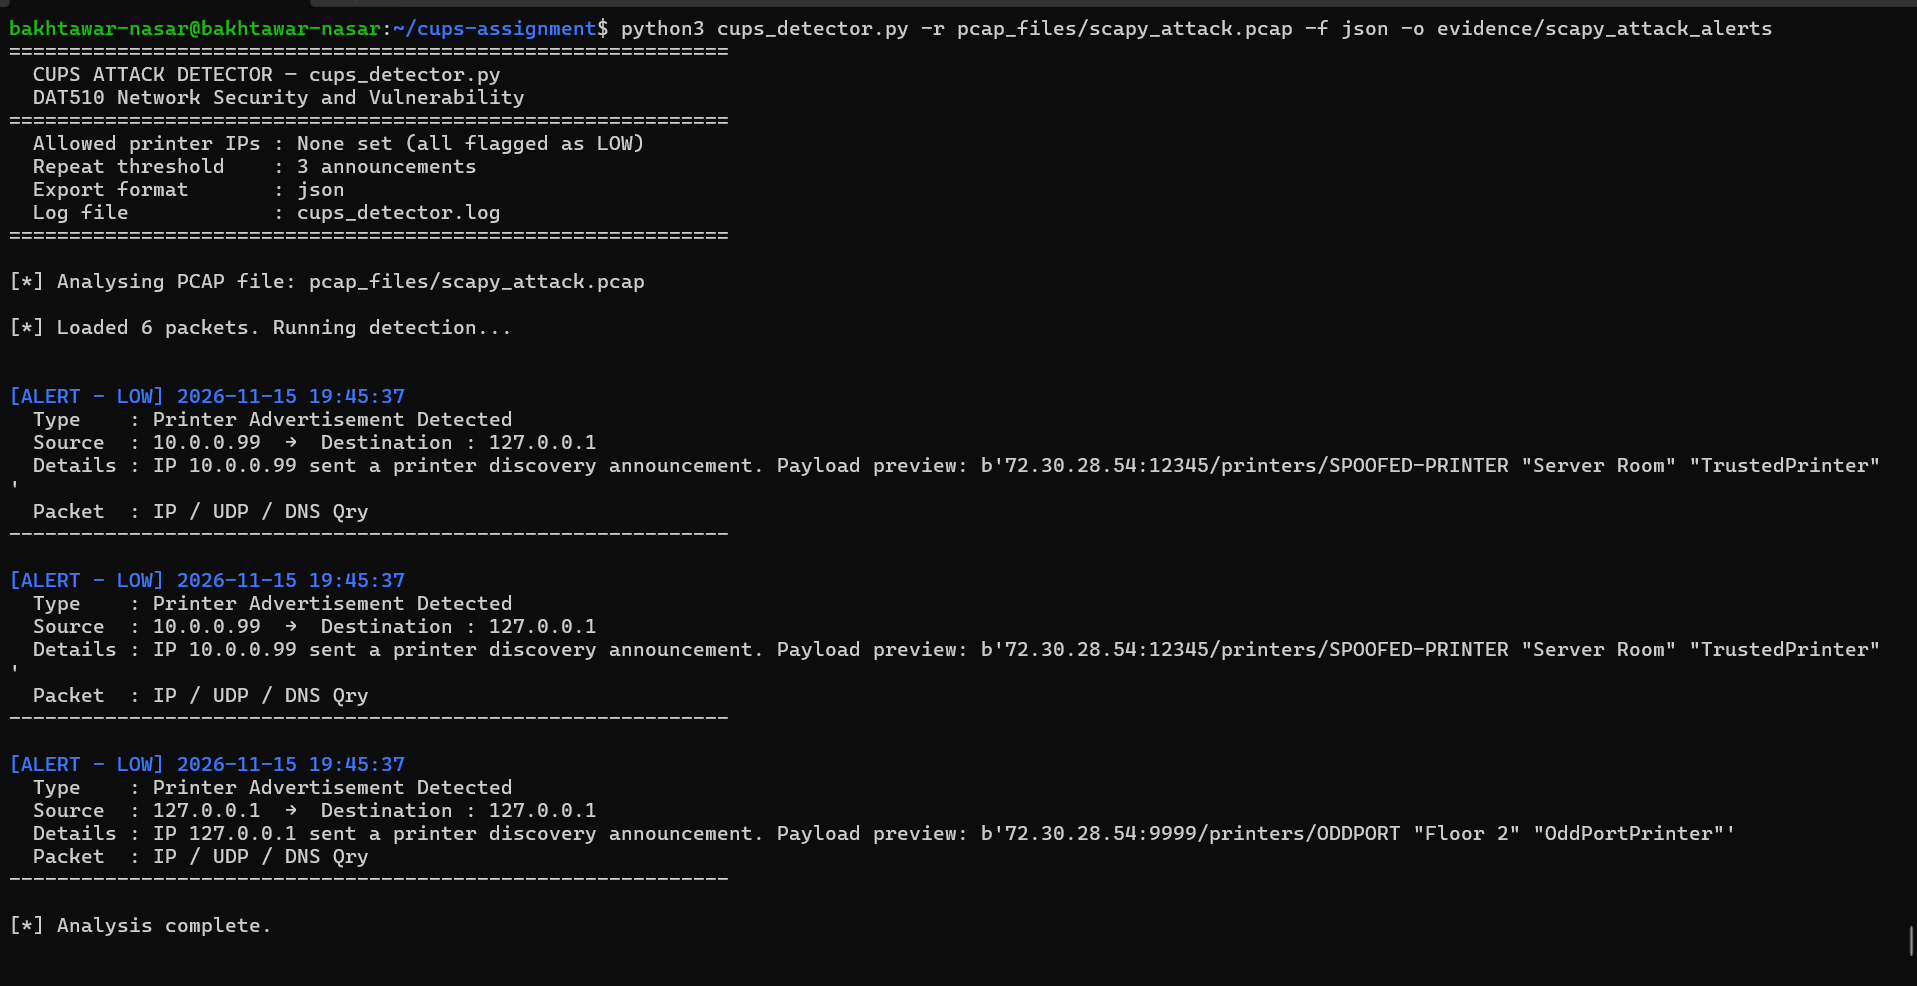 bakhtawar-nasar@bakhtawar-nasar:~/cups-assignment$ python3 cups_detector.py -r pcap_files/scapy_attack.pcap -f json -o evidence/scapy_attack_alerts
============================================================
  CUPS ATTACK DETECTOR — cups_detector.py
  DAT510 Network Security and Vulnerability
============================================================
  Allowed printer IPs : None set (all flagged as LOW)
  Repeat threshold    : 3 announcements
  Export format       : json
  Log file            : cups_detector.log
============================================================

[*] Analysing PCAP file: pcap_files/scapy_attack.pcap

[*] Loaded 6 packets. Running detection...


[ALERT - LOW] 2026-11-15 19:45:37
  Type    : Printer Advertisement Detected
  Source  : 10.0.0.99  →  Destination : 127.0.0.1
  Details : IP 10.0.0.99 sent a printer discovery announcement. Payload preview: b'72.30.28.54:12345/printers/SPOOFED-PRINTER "Server Room" "TrustedPrinter"
'
  Packet  : IP / UDP / DNS Qry
------------------------------------------------------------

[ALERT - LOW] 2026-11-15 19:45:37
  Type    : Printer Advertisement Detected
  Source  : 10.0.0.99  →  Destination : 127.0.0.1
  Details : IP 10.0.0.99 sent a printer discovery announcement. Payload preview: b'72.30.28.54:12345/printers/SPOOFED-PRINTER "Server Room" "TrustedPrinter"
'
  Packet  : IP / UDP / DNS Qry
------------------------------------------------------------

[ALERT - LOW] 2026-11-15 19:45:37
  Type    : Printer Advertisement Detected
  Source  : 127.0.0.1  →  Destination : 127.0.0.1
  Details : IP 127.0.0.1 sent a printer discovery announcement. Payload preview: b'72.30.28.54:9999/printers/ODDPORT "Floor 2" "OddPortPrinter"'
  Packet  : IP / UDP / DNS Qry
------------------------------------------------------------

[*] Analysis complete.